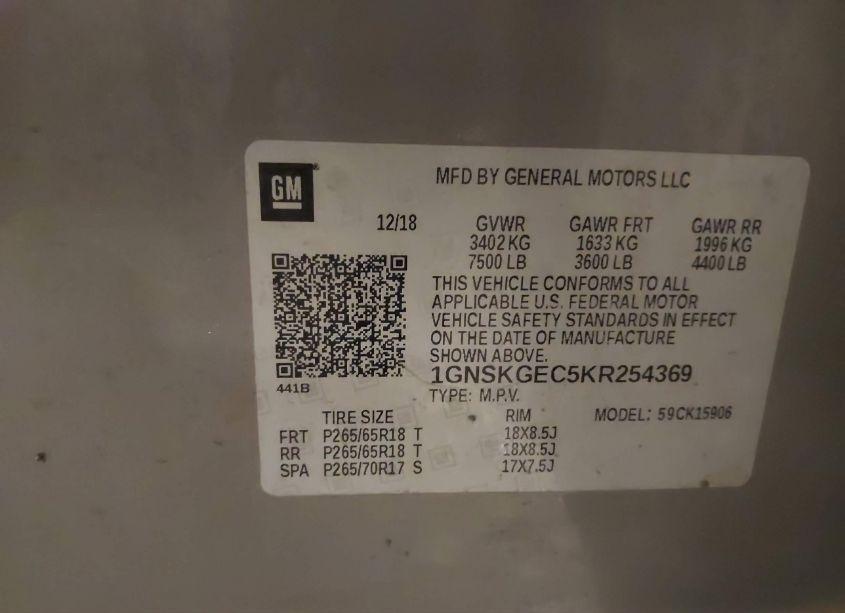 GM
MFD BY GENERAL MOTORS LLC
12/18 GVWR GAWR FRT GAWR RR
3402 KG 1633 KG 1996 KG
7500 LB 3600 LB 4400 LB
THIS VEHICLE CONFORMS TO ALL
APPLICABLE U.S. FEDERAL MOTOR
VEHICLE SAFETY STANDARDS IN EFFECT
ON THE DATE OF MANUFACTURE
SHOWN ABOVE.
1GNSKGEC5KR254369
441B
TYPE: M.P.V.
TIRE SIZE RIM MODEL: 59CK15906
FRT P265/65R18 T 18X8.5J
RR P265/65R18 T 18X8.5J
SPA P265/70R17 S 17X7.5J